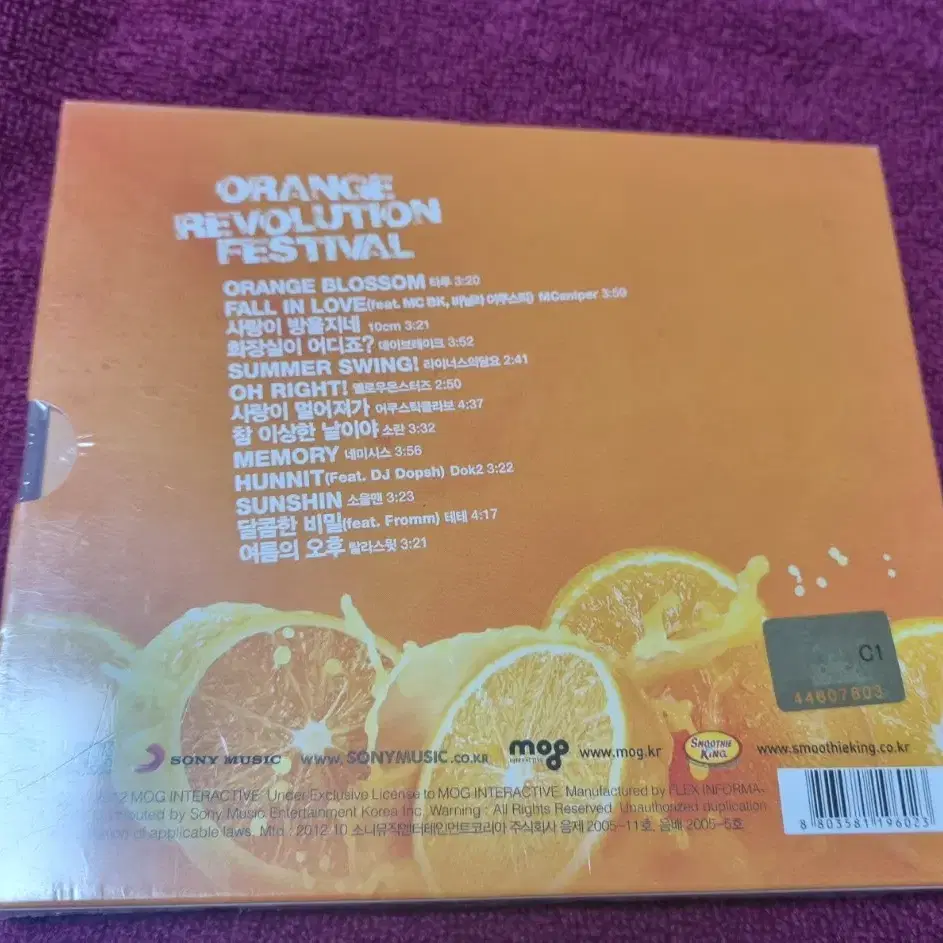 ORANGE
REVOLUTION
FESTIVAL
ORANGE BLOSSOM 타루 3:20
FALL IN LOVE(feat. MC BK, 바닐라 어쿠스틱) MCsniper 3:59
사랑이 방울지네 10cm 3:21
화장실이 어디죠? 데이브레이크 3:52
SUMMER SWING! 라이너스의담요 2:41
OH RIGHT! 옐로우몬스터즈 2:50
사랑이 멀어져가 어쿠스틱콜라보 4:37
참 이상한 날이야 소란 3:32
MEMORY 네미시스 3:56
HUNNIT(Feat. DJ Dopsh) Dok2 3:22
SUNSHIN 소울맨 3:23
달콤한 비밀(feat. Fromm) 테테 4:17
여름의 오후 랄라스윗 3:21
C1
44607603
SONY MUSIC www.SONYMUSIC.co.kr mog INTERACTIVE www.mog.kr SMOOTHIE KING www.smoothieking.co.kr
MOG INTERACTIVE. Under Exclusive License to MOG INTERACTIVE. Manufactured by FLEX INFORMA
by Sony Music Entertainment Korea Inc. Warning : All Rights Reserved. Unauthorized duplication
of applicable laws. Mfd : 2012.10 소니뮤직엔터테인먼트코리아 주식회사 음제 2005-11호, 음배 2005-5호
8 803581 196023